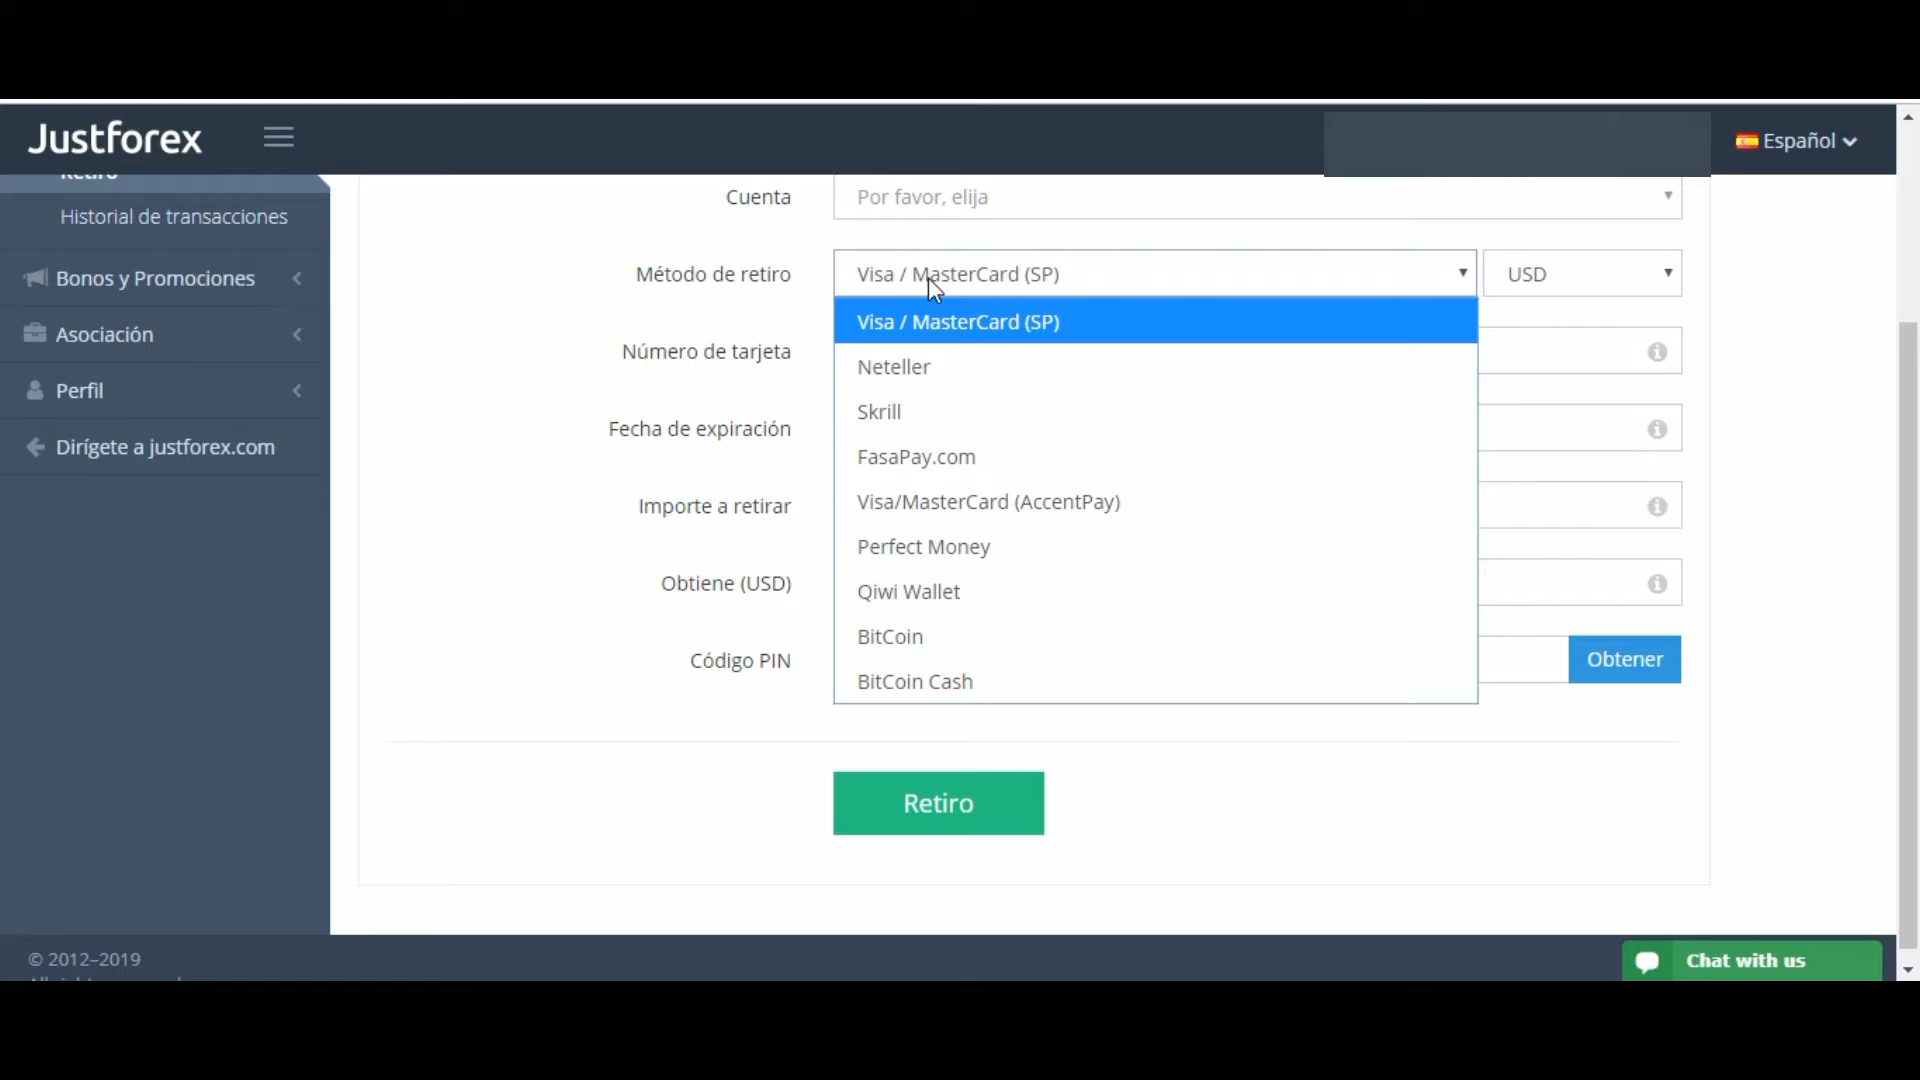 Justforex
Español
Retiro
Historial de transacciones
Bonos y Promociones
Asociación
Perfil
Dirígete a justforex.com
Cuenta
Por favor, elija
Método de retiro
Visa / MasterCard (SP)
USD
Visa / MasterCard (SP)
Neteller
Skrill
FasaPay.com
Visa/MasterCard (AccentPay)
Perfect Money
Qiwi Wallet
BitCoin
BitCoin Cash
Número de tarjeta
Fecha de expiración
Importe a retirar
Obtiene (USD)
Código PIN
Obtener
Retiro
© 2012–2019
Chat with us